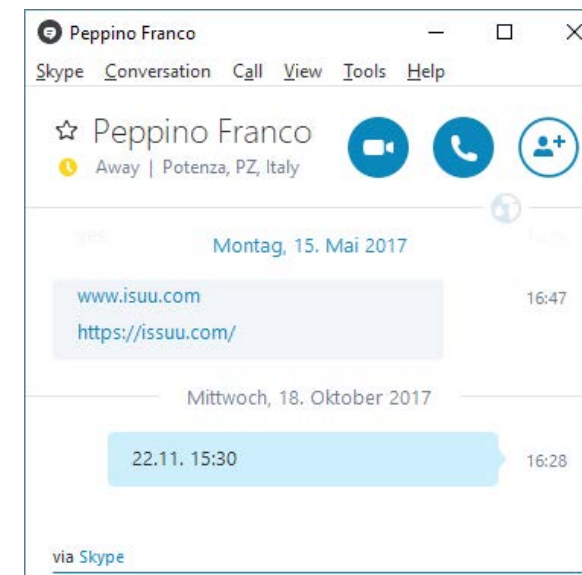 Peppino Franco
Skype Conversation Call View Tools Help
Peppino Franco
Away | Potenza, PZ, Italy
Montag, 15. Mai 2017
www.isuu.com 16:47
https://issuu.com/
Mittwoch, 18. Oktober 2017
22.11. 15:30 16:28
via Skype